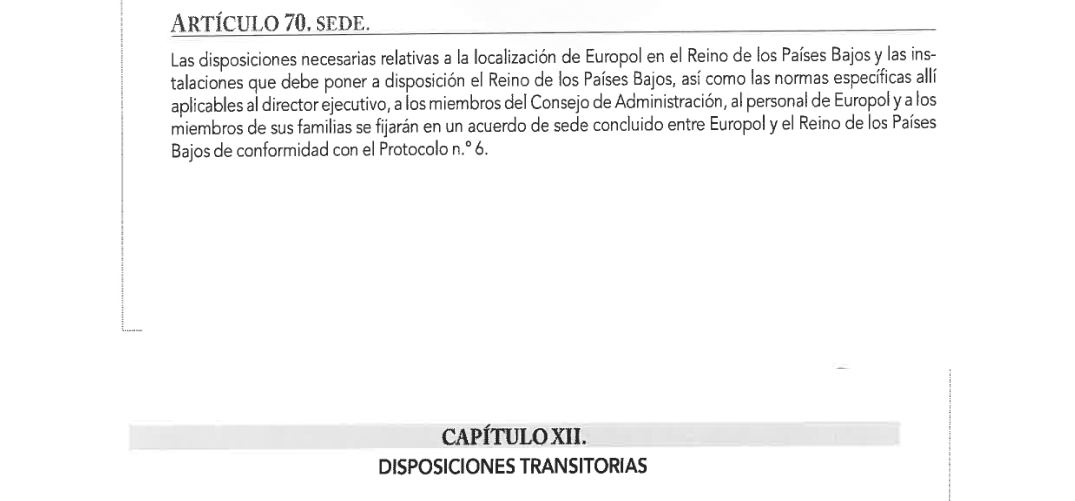 ARTÍCULO 70. SEDE.
Las disposiciones necesarias relativas a la localización de Europol en el Reino de los Países Bajos y las ins-
talaciones que debe poner a disposición el Reino de los Países Bajos, así como las normas específicas allí
aplicables al director ejecutivo, a los miembros del Consejo de Administración, al personal de Europol y a los
miembros de sus familias se fijarán en un acuerdo de sede concluido entre Europol y el Reino de los Países
Bajos de conformidad con el Protocolo n.º 6.
CAPÍTULO XII.
DISPOSICIONES TRANSITORIAS